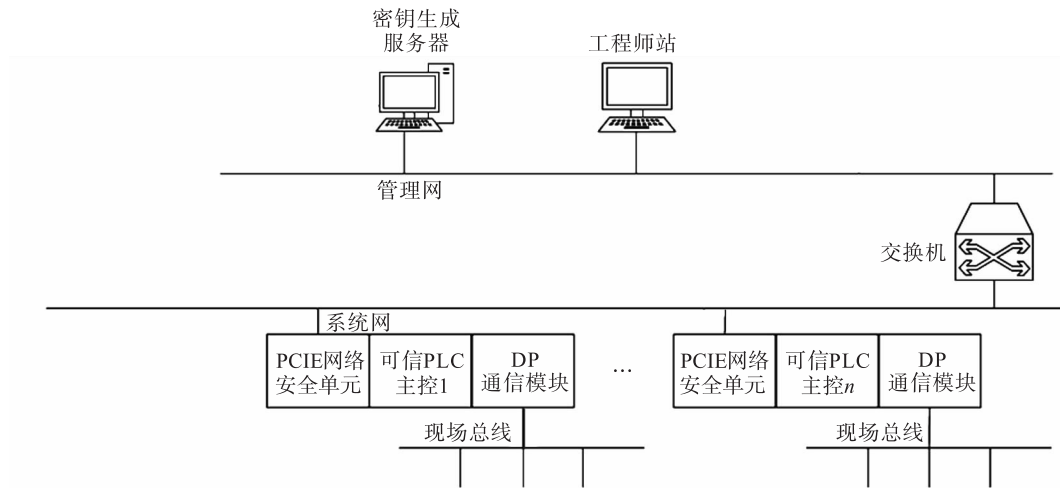 密钥生成
服务器
工程师站
管理网
交换机
系统网
PCIE网络
安全单元
可信PLC
主控1
DP
通信模块
…
PCIE网络
安全单元
可信PLC
主控n
DP
通信模块
现场总线
现场总线